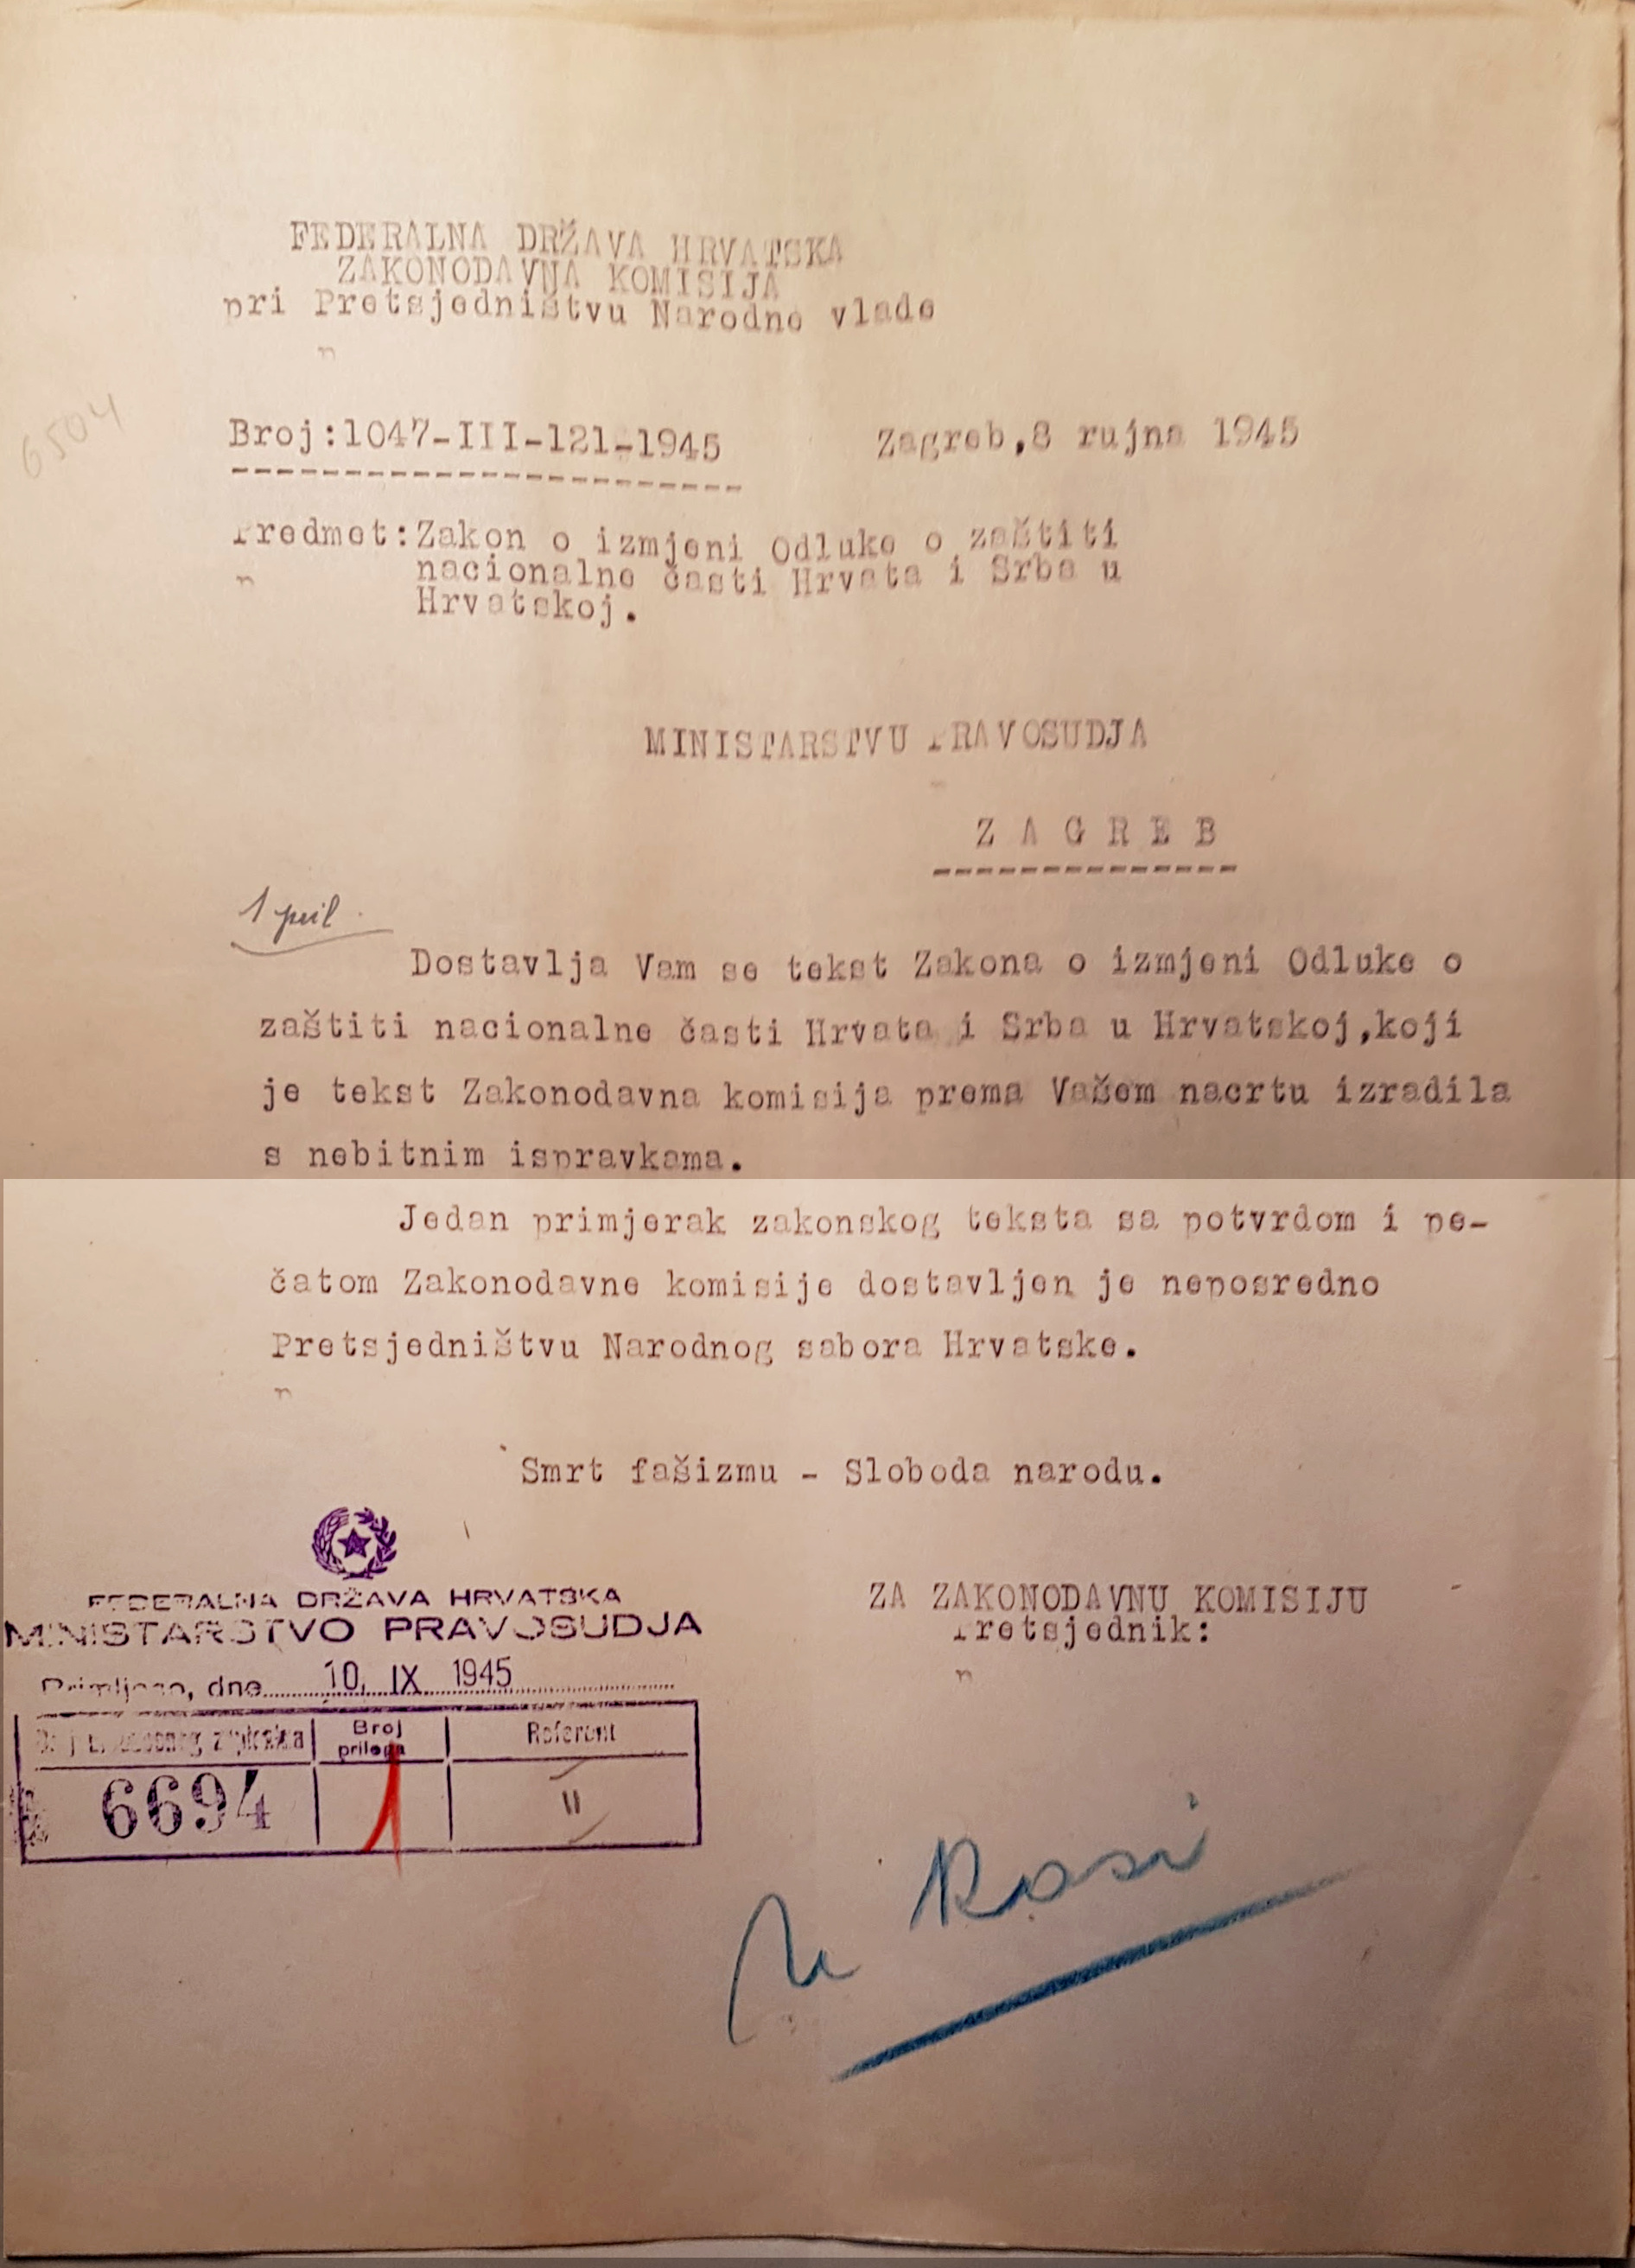 FEDERALNA DRŽAVA HRVATSKA
ZAKONODAVNA KOMISIJA
pri Pretsjedništvu Narodne vlade
6504
Broj:1047-III-121-1945
Zagreb,8 rujna 1945
Predmet:Zakon o izmjeni Odluke o zaštiti
nacionalne časti Hrvata i Srba u
Hrvatskoj.
MINISTARSTVU PRAVOSUDJA
Z A G R E B
1 pril.
Dostavlja Vam se tekst Zakona o izmjeni Odluke o
zaštiti nacionalne časti Hrvata i Srba u Hrvatskoj,koji
je tekst Zakonodavna komisija prema Vašem nacrtu izradila
s nebitnim ispravkama.
Jedan primjerak zakonskog teksta sa potvrdom i pe-
čatom Zakonodavne komisije dostavljen je neposredno
Pretsjedništvu Narodnog sabora Hrvatske.
Smrt fašizmu - Sloboda narodu.
ZA ZAKONODAVNU KOMISIJU
Pretsjednik:
FEDERALNA DRŽAVA HRVATSKA
MINISTARSTVO PRAVOSUDJA
Primljeno, dne 10. IX 1945
Broj
prilega
Referent
6694
1
II